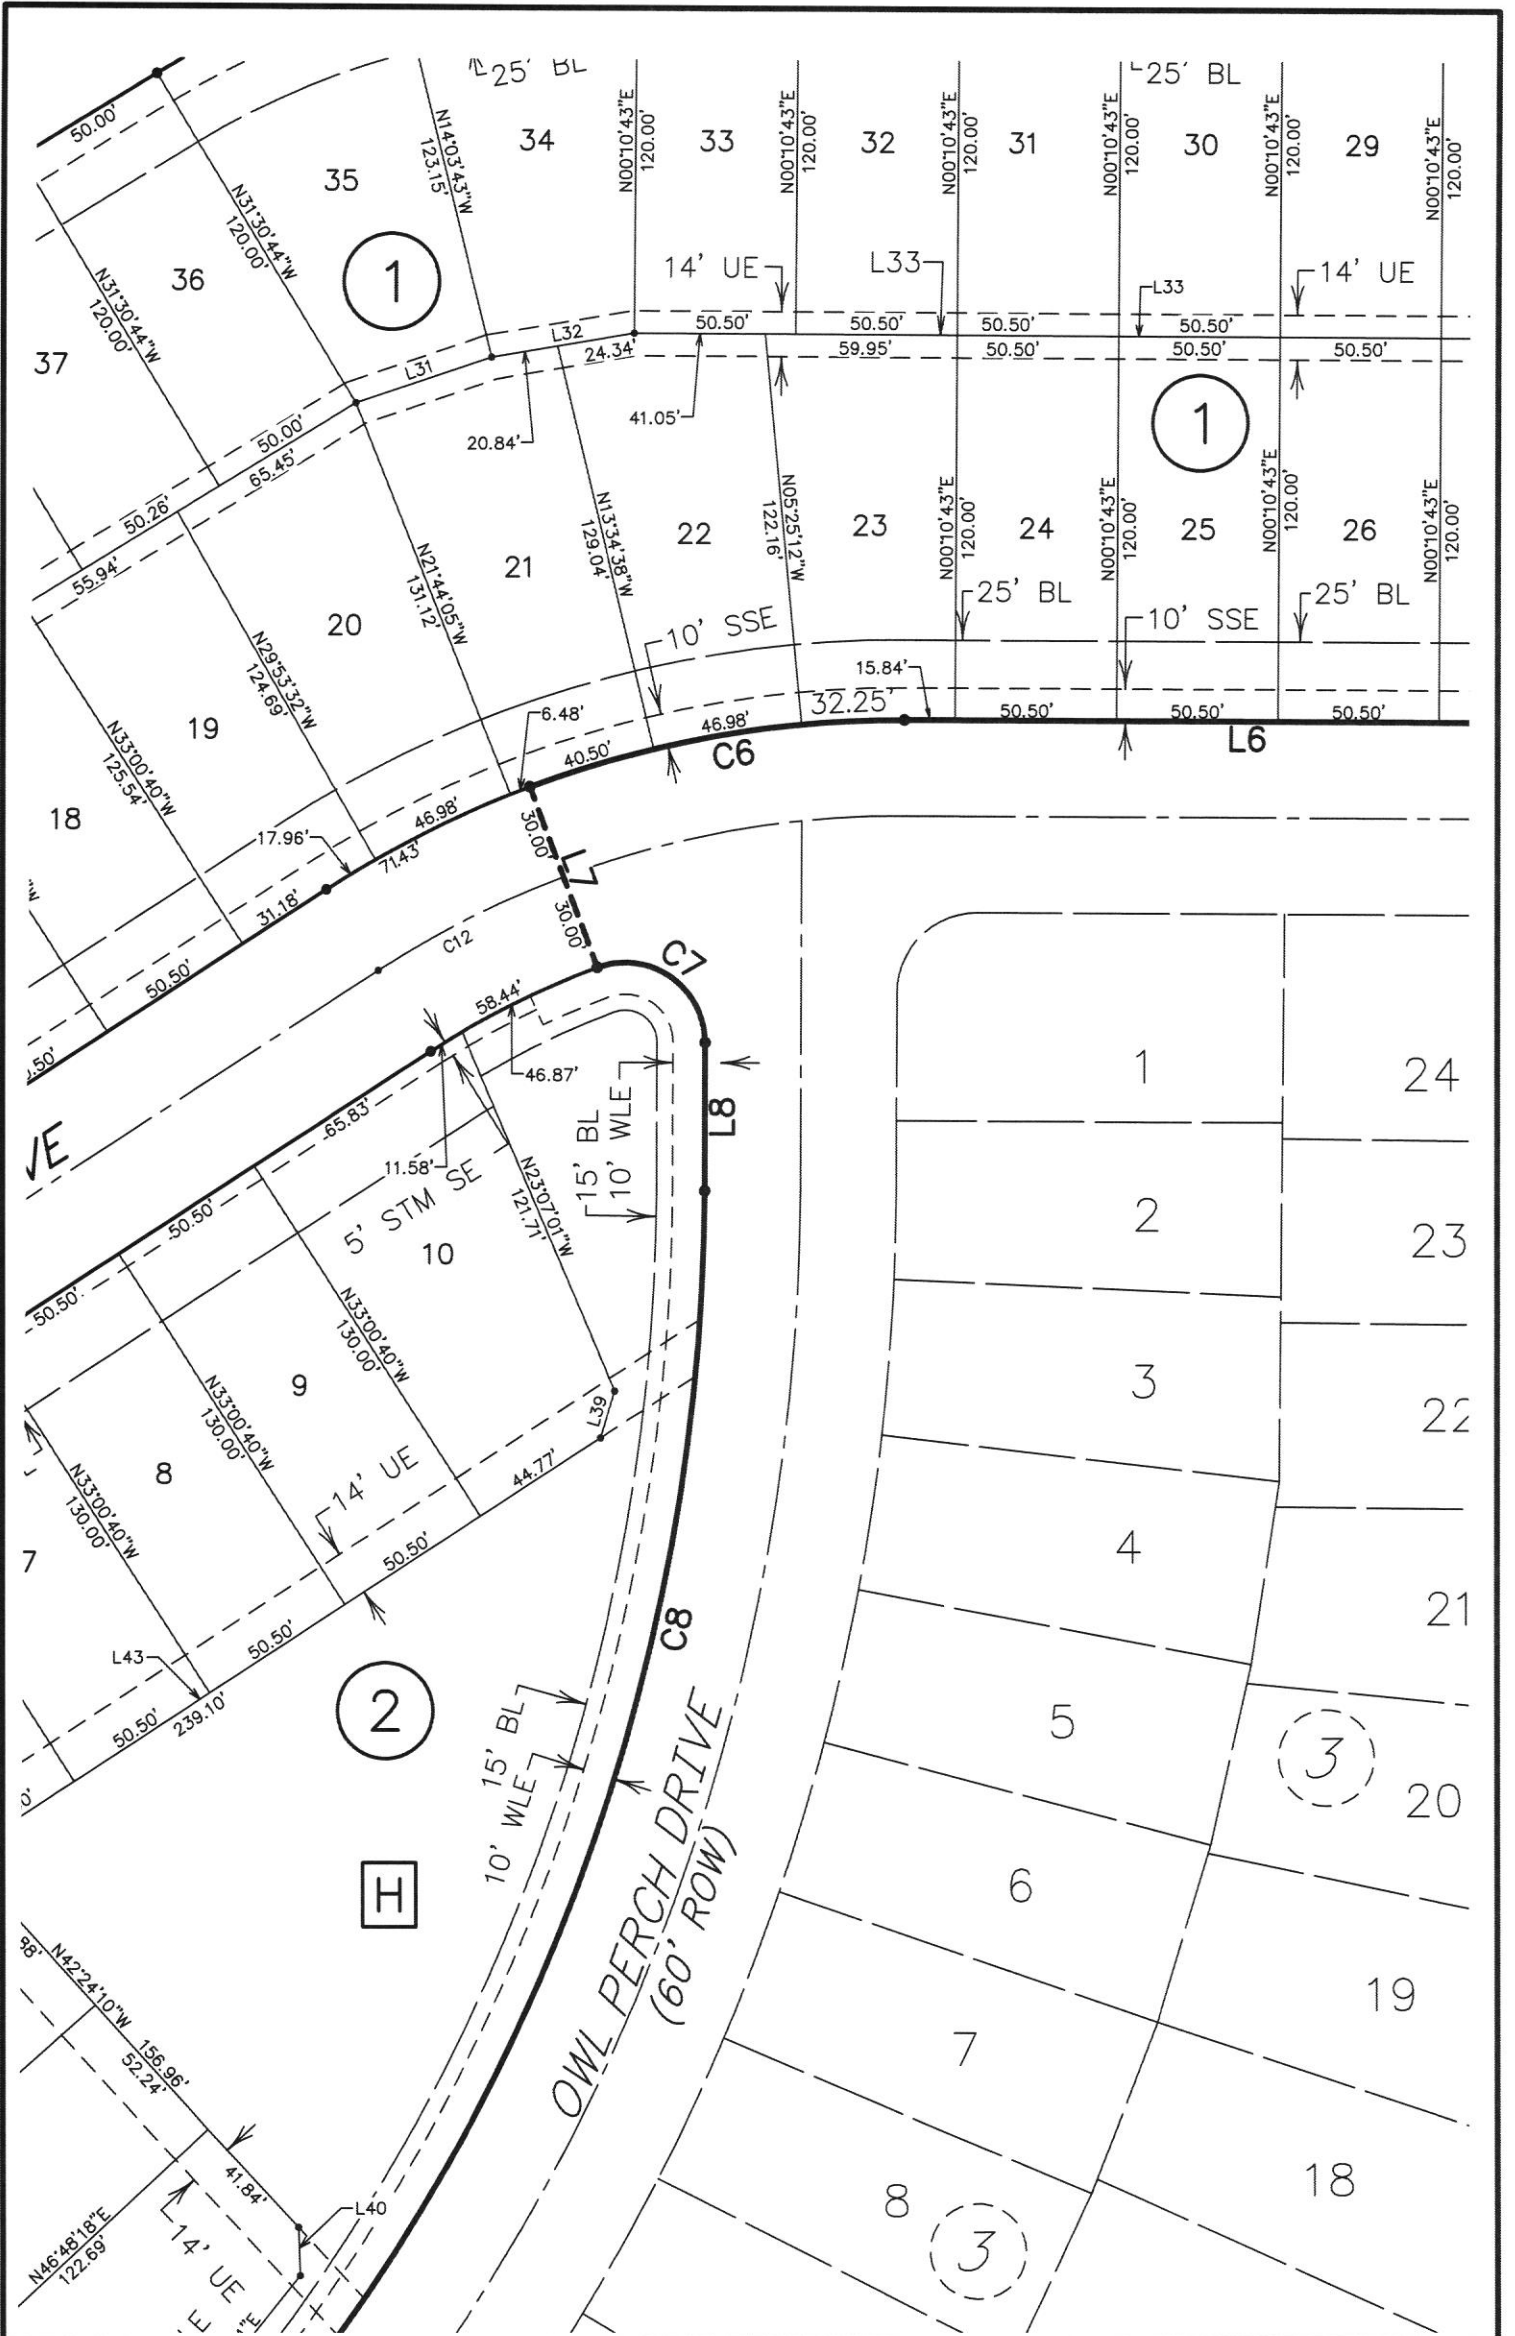 50.00'
25' BL
25' BL
N14°03'43"W
123.15'
34
N00°10'43"E
120.00'
33
N00°10'43"E
120.00'
32
N00°10'43"E
120.00'
31
N00°10'43"E
120.00'
30
N00°10'43"E
120.00'
29
N00°10'43"E
120.00'
35
N31°30'44"W
120.00'
36
1
N31°30'44"W
120.00'
37
14' UE
L33
L33
14' UE
L32
50.50'
50.50'
50.50'
50.50'
24.34'
59.95'
50.50'
50.50'
50.50'
L31
41.05'
20.84'
1
50.00'
65.45'
50.26'
55.94'
N21°44'05"W
131.12'
21
N13°34'38"W
129.04'
22
N05°25'12"W
122.16'
23
N00°10'43"E
120.00'
24
N00°10'43"E
120.00'
25
N00°10'43"E
120.00'
26
N00°10'43"E
120.00'
25' BL
25' BL
10' SSE
10' SSE
20
N29°53'32"W
124.69'
19
N33°00'40"W
125.54'
18
15.84'
32.25'
6.48'
46.98'
40.50'
C6
50.50'
50.50'
50.50'
L6
46.98'
17.96'
71.43'
31.18'
30.00'
L7
30.00'
C12
C7
50.50'
.50'
58.44'
46.87'
65.83'
11.58'
5' STM SE
15' BL
10' WLE
L8
VE
50.50'
50.50'
N23°07'01"W
121.71'
10
N33°00'40"W
130.00'
9
N33°00'40"W
130.00'
8
N33°00'40"W
130.00'
7
L39
44.77'
14' UE
50.50'
50.50'
L43
50.50'
239.10'
0'
2
C8
15' BL
10' WLE
H
OWL PERCH DRIVE
(60' ROW)
1
24
2
23
3
22
4
21
5
3
20
6
19
7
18
8
3
88'
N42°24'10"W
156.96'
52.24'
41.84'
L40
N46°48'18"E
122.69'
14' UE
LE
"E